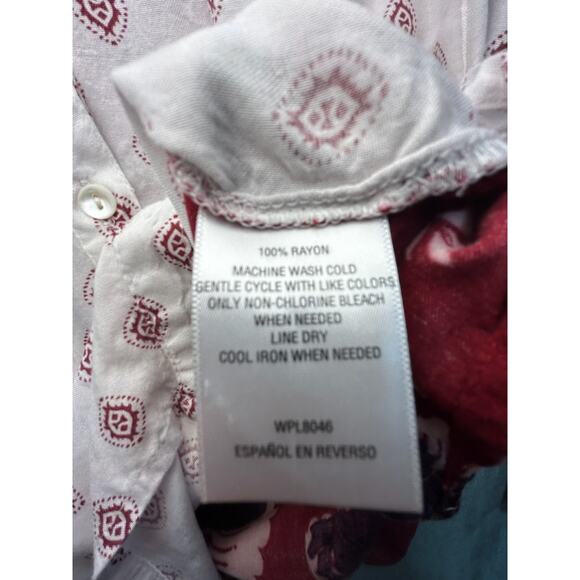 100% RAYON
MACHINE WASH COLD
GENTLE CYCLE WITH LIKE COLORS
ONLY NON-CHLORINE BLEACH
WHEN NEEDED
LINE DRY
COOL IRON WHEN NEEDED
WPL8046
ESPAÑOL EN REVERSO